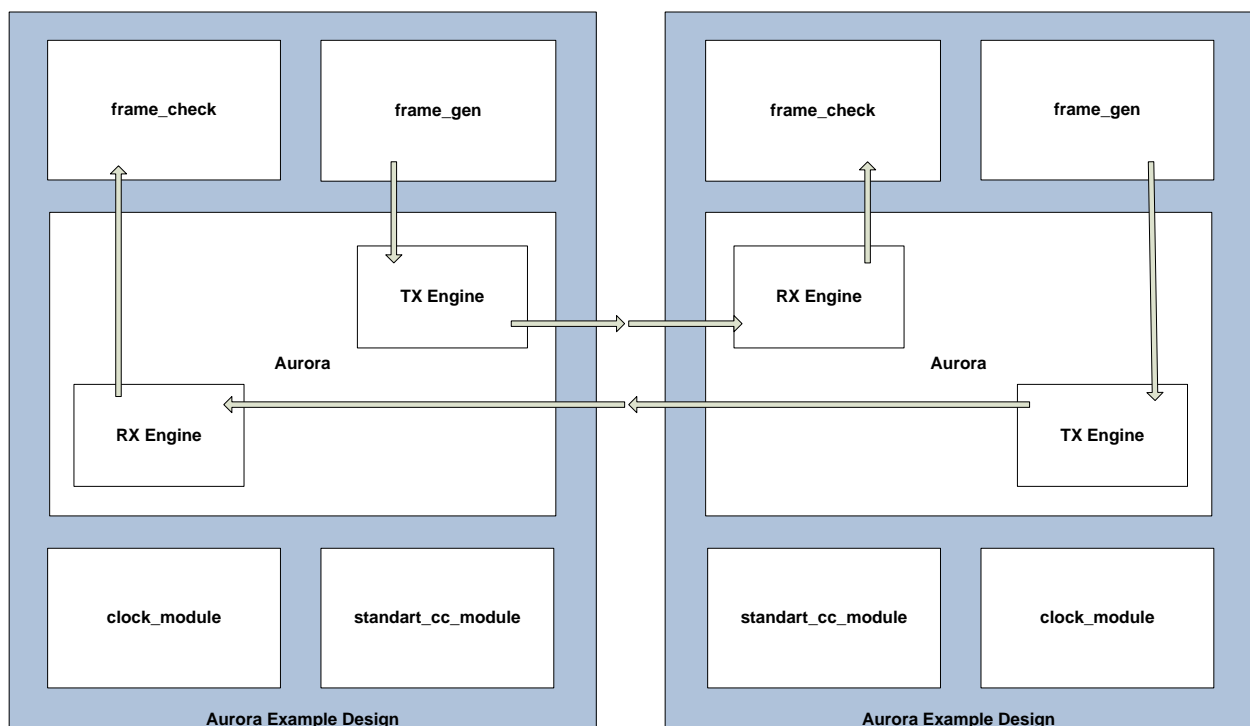 frame_check
frame_gen
TX Engine
Aurora
RX Engine
clock_module
standart_cc_module
Aurora Example Design
frame_check
frame_gen
RX Engine
Aurora
TX Engine
standart_cc_module
clock_module
Aurora Example Design